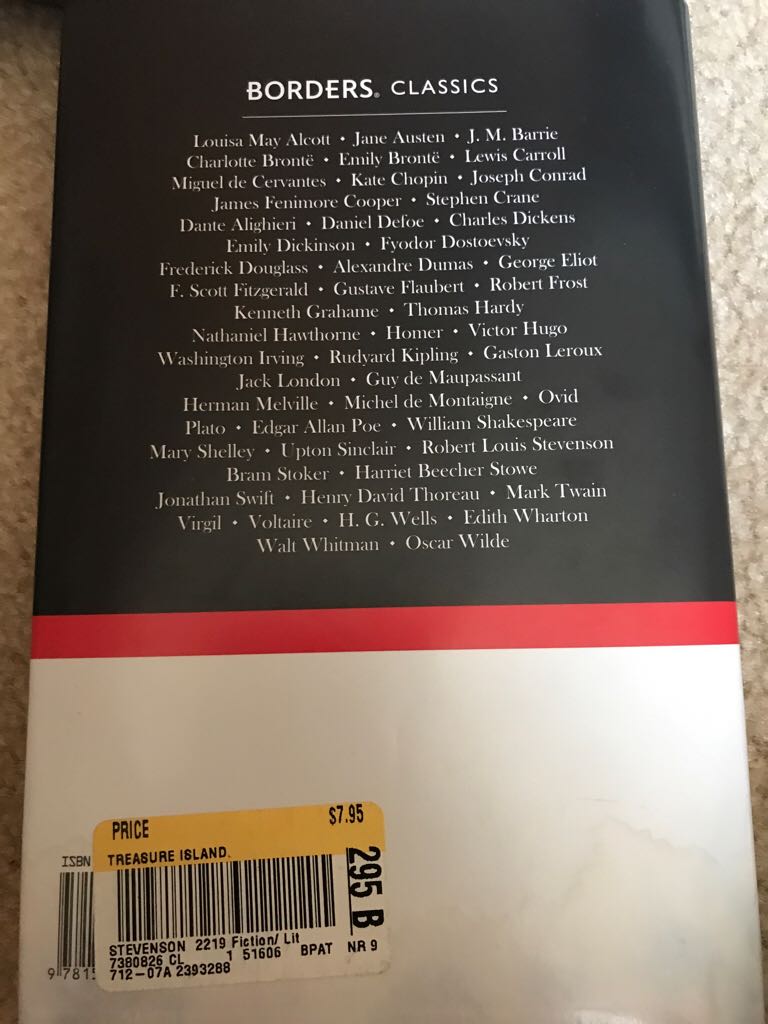 BORDERS® CLASSICS
Louisa May Alcott • Jane Austen • J. M. Barrie
Charlotte Brontë • Emily Brontë • Lewis Carroll
Miguel de Cervantes • Kate Chopin • Joseph Conrad
James Fenimore Cooper • Stephen Crane
Dante Alighieri • Daniel Defoe • Charles Dickens
Emily Dickinson • Fyodor Dostoevsky
Frederick Douglass • Alexandre Dumas • George Eliot
F. Scott Fitzgerald • Gustave Flaubert • Robert Frost
Kenneth Grahame • Thomas Hardy
Nathaniel Hawthorne • Homer • Victor Hugo
Washington Irving • Rudyard Kipling • Gaston Leroux
Jack London • Guy de Maupassant
Herman Melville • Michel de Montaigne • Ovid
Plato • Edgar Allan Poe • William Shakespeare
Mary Shelley • Upton Sinclair • Robert Louis Stevenson
Bram Stoker • Harriet Beecher Stowe
Jonathan Swift • Henry David Thoreau • Mark Twain
Virgil • Voltaire • H. G. Wells • Edith Wharton
Walt Whitman • Oscar Wilde
PRICE $7.95
ISBN
TREASURE ISLAND.
295 B
STEVENSON 2219 Fiction/ Lit
7380826 CL 1 51606 BPAT NR 9
712-07A 2393288
9 7815